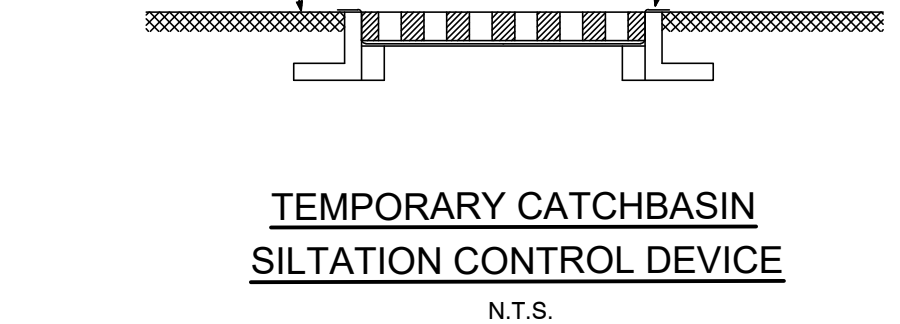 TEMPORARY CATCHBASIN
SILTATION CONTROL DEVICE
N.T.S.